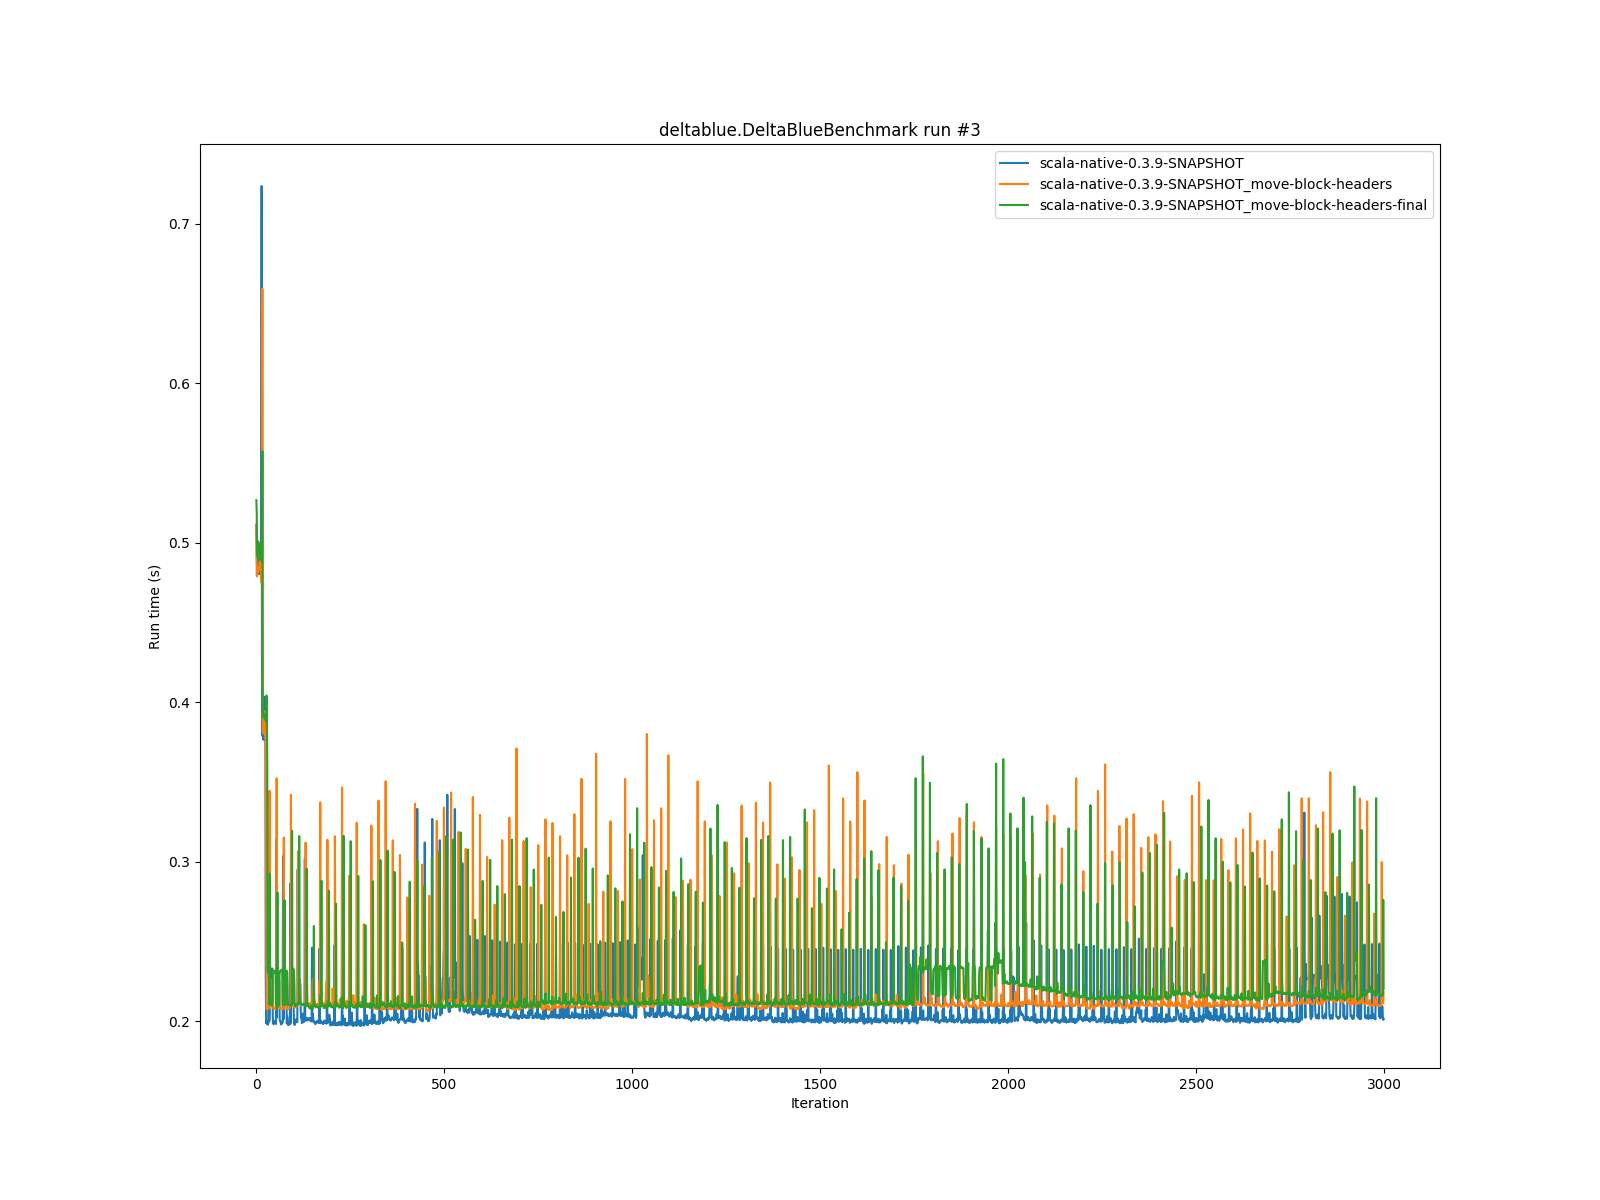 deltablue.DeltaBlueBenchmark run #3
scala-native-0.3.9-SNAPSHOT
scala-native-0.3.9-SNAPSHOT_move-block-headers
scala-native-0.3.9-SNAPSHOT_move-block-headers-final
0.7
0.6
0.5
0.4
0.3
0.2
Run time (s)
0
500
1000
1500
2000
2500
3000
Iteration